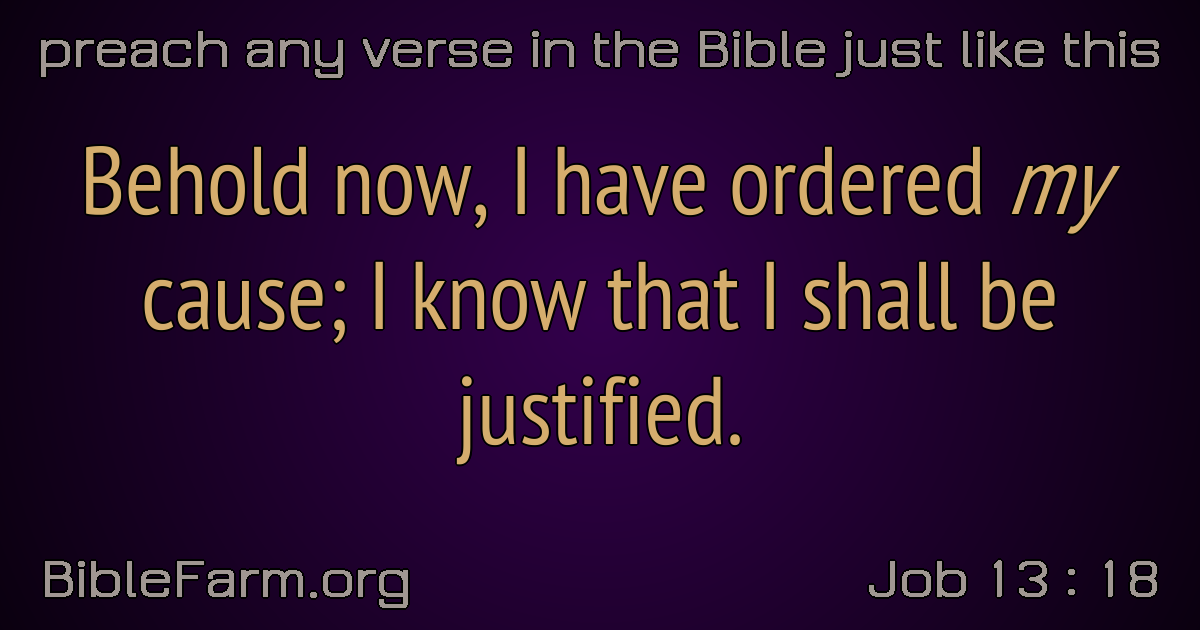 preach any verse in the Bible just like this
Behold now, I have ordered my
cause; I know that I shall be
justified.
BibleFarm.org
Job 13 : 18